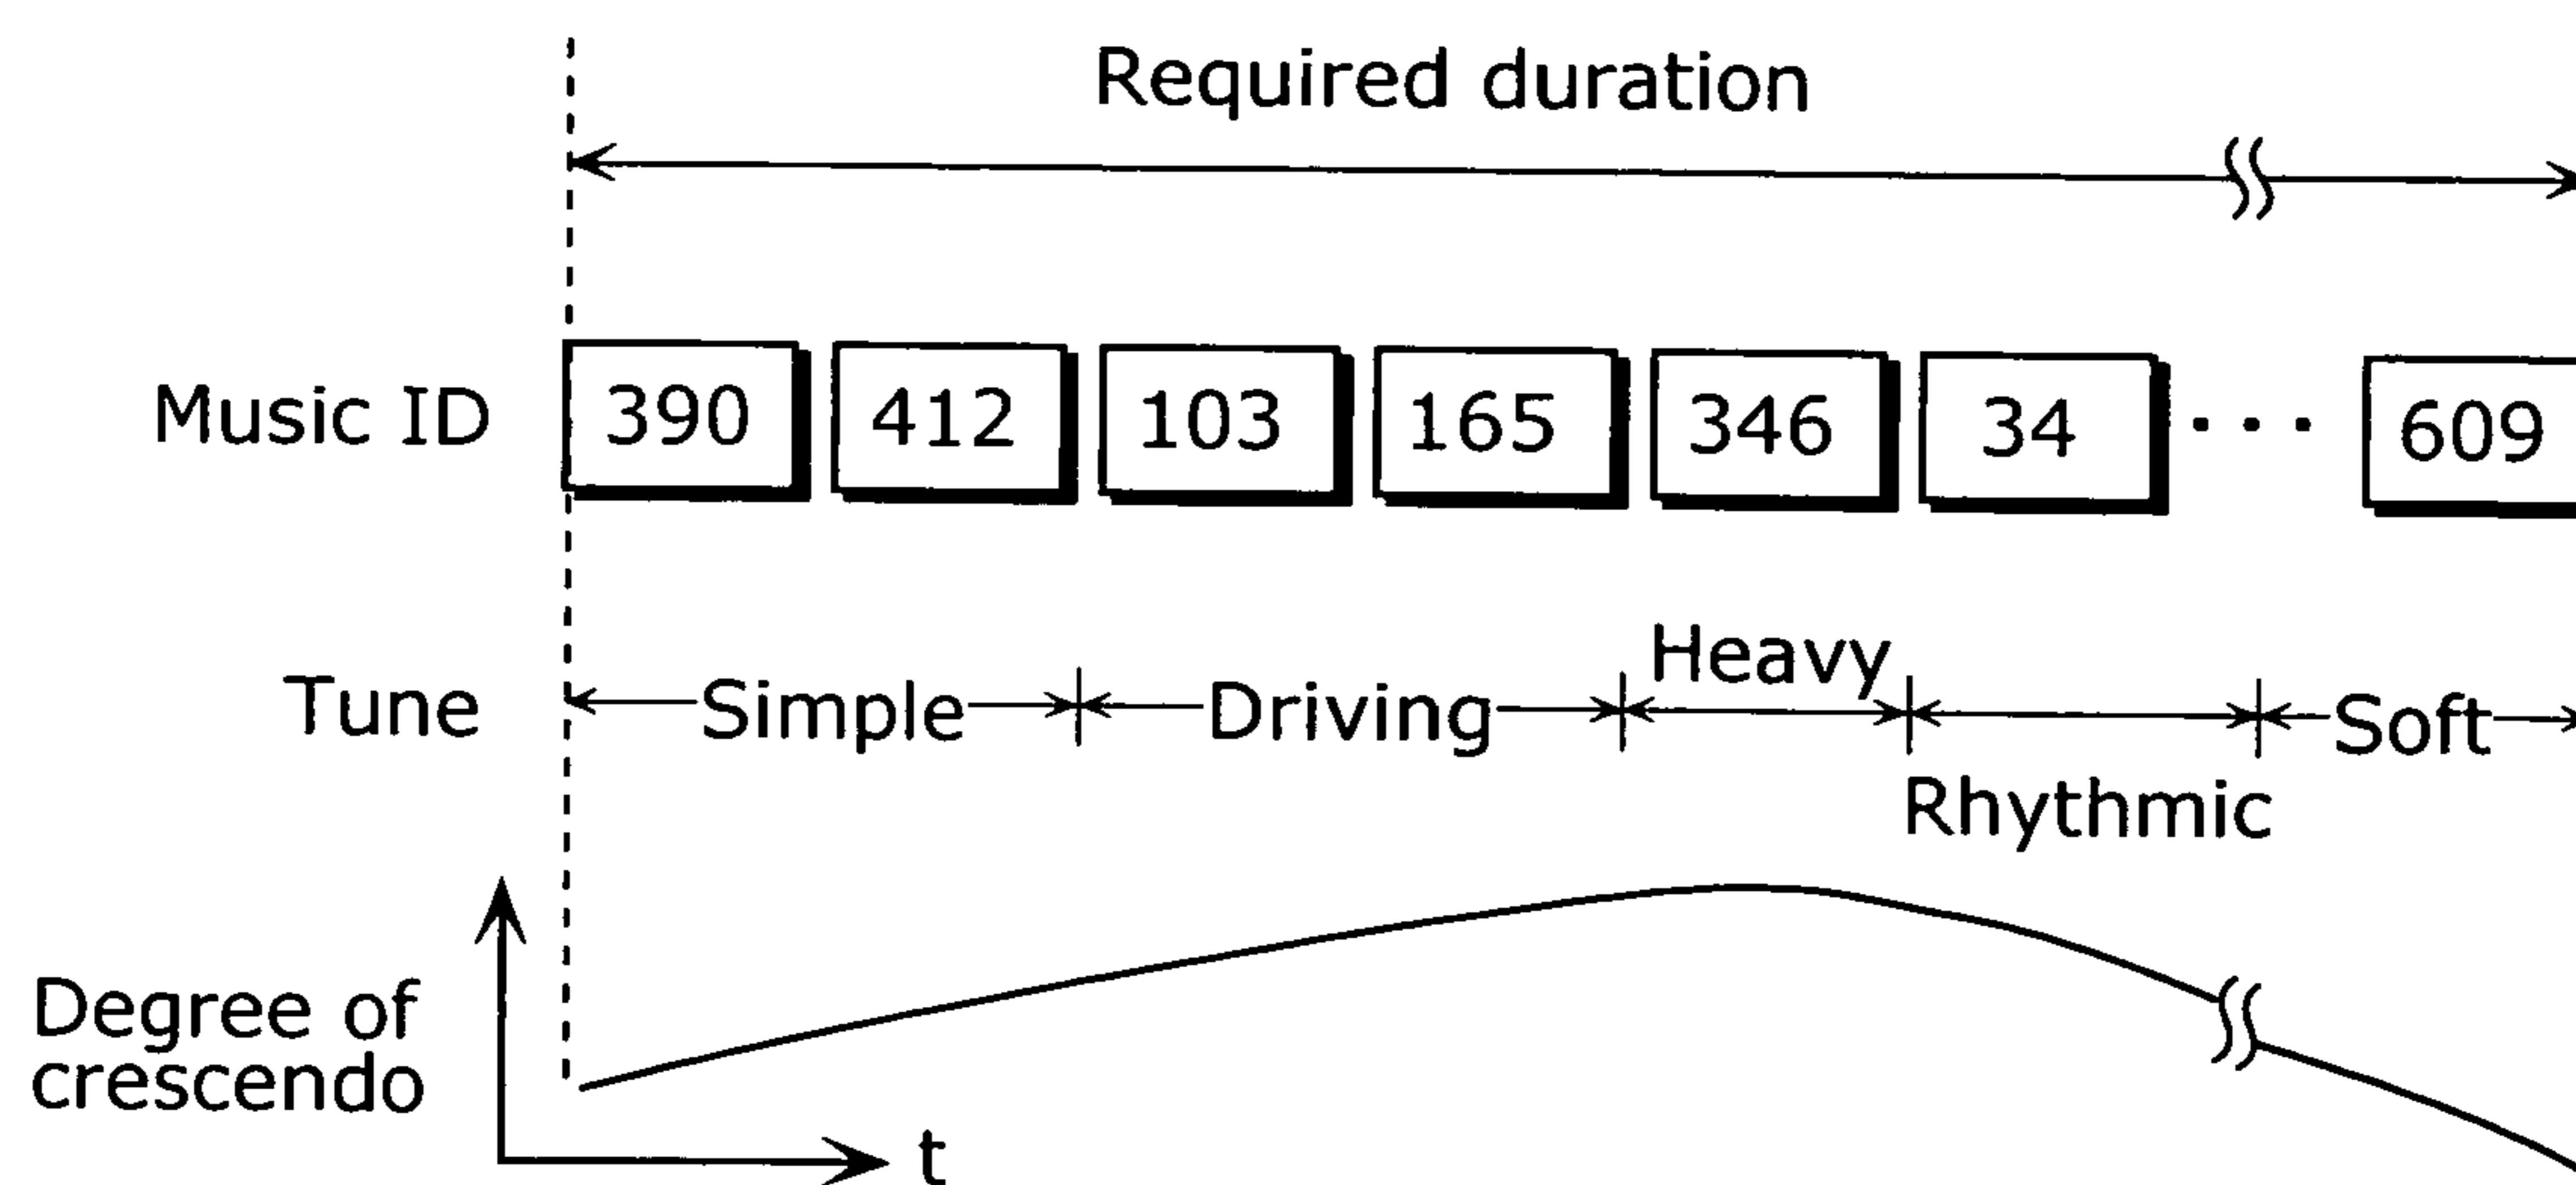 Required duration
Music ID 390 412 103 165 346 34 ... 609
Heavy
Tune Simple Driving Soft
Rhythmic
Degree of
crescendo
t